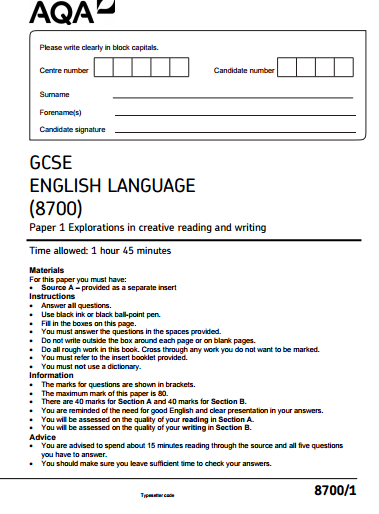 AQA
Please write clearly in block capitals.
Centre number
Candidate number
Surname
Forename(s)
Candidate signature
GCSE
ENGLISH LANGUAGE
(8700)
Paper 1 Explorations in creative reading and writing
Time allowed: 1 hour 45 minutes
Materials
For this paper you must have:
• Source A – provided as a separate insert
Instructions
• Answer all questions.
• Use black ink or black ball-point pen.
• Fill in the boxes on this page.
• You must answer the questions in the spaces provided.
• Do not write outside the box around each page or on blank pages.
• Do all rough work in this book. Cross through any work you do not want to be marked.
• You must refer to the insert booklet provided.
• You must not use a dictionary.
Information
• The marks for questions are shown in brackets.
• The maximum mark of this paper is 80.
• There are 40 marks for Section A and 40 marks for Section B.
• You are reminded of the need for good English and clear presentation in your answers.
• You will be assessed on the quality of your reading in Section A.
• You will be assessed on the quality of your writing in Section B.
Advice
• You are advised to spend about 15 minutes reading through the source and all five questions
you have to answer.
• You should make sure you leave sufficient time to check your answers.
Typesetter code
8700/1